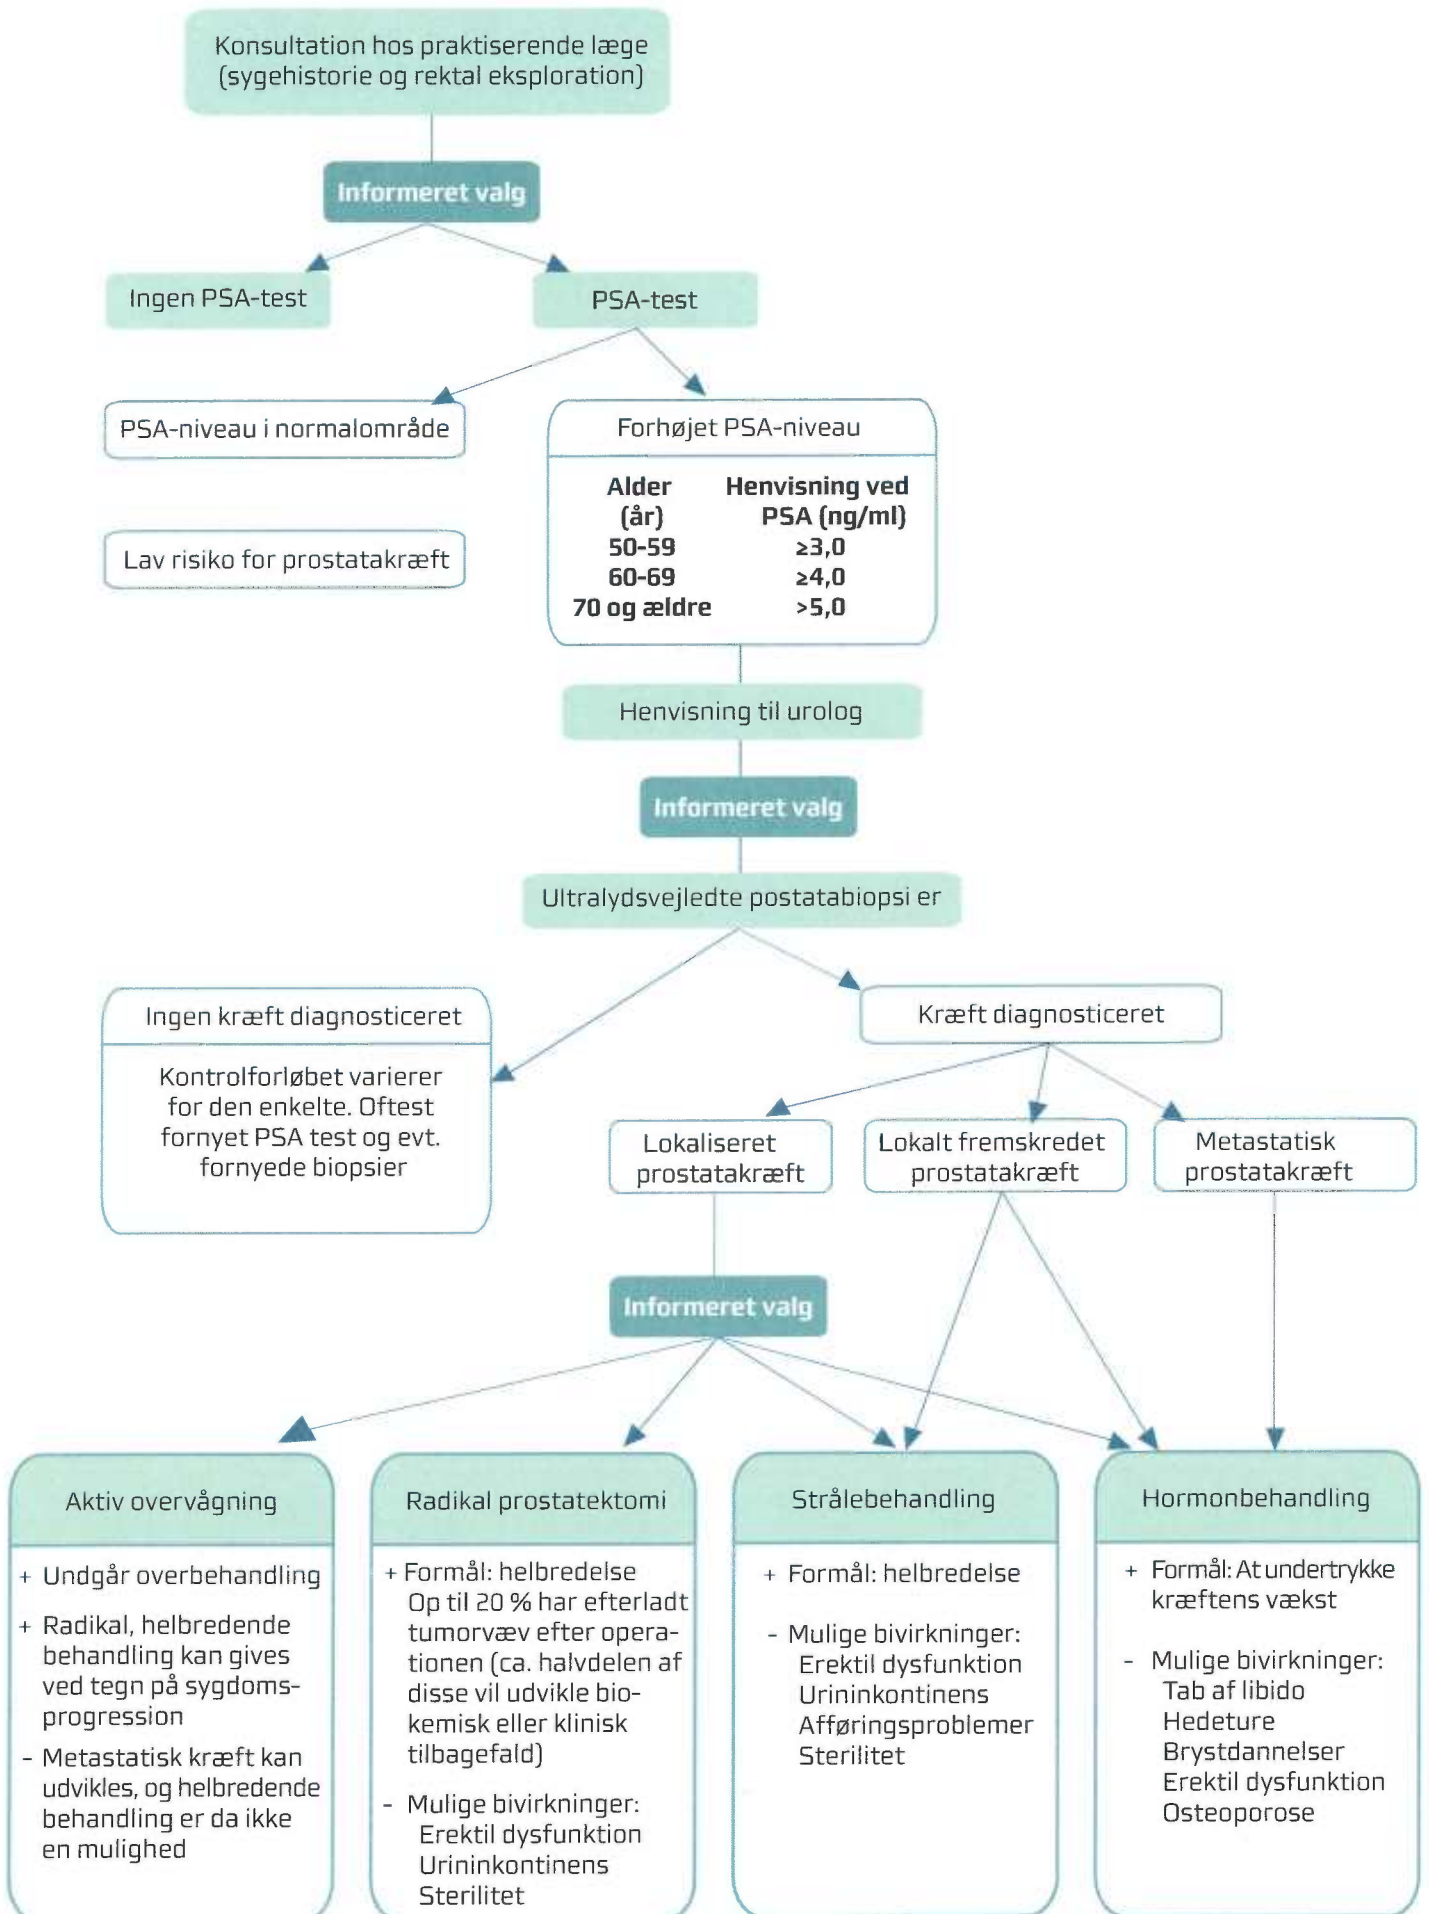 Konsultation hos praktiserende læge
(sygehistorie og rektal eksploration)
Informeret valg
Ingen PSA-test
PSA-test
PSA-niveau i normalområde
Lav risiko for prostatakræft
Forhøjet PSA-niveau
Alder Henvisning ved
(år) PSA (ng/ml)
50-59 ≥3,0
60-69 ≥4,0
70 og ældre >5,0
Henvisning til urolog
Informeret valg
Ultralydsvejledte postatabiopsi er
Ingen kræft diagnosticeret
Kontrolforløbet varierer
for den enkelte. Oftest
fornyet PSA test og evt.
fornyede biopsier
Kræft diagnosticeret
Lokaliseret
prostatakræft
Lokalt fremskredet
prostatakræft
Metastatisk
prostatakræft
Informeret valg
Aktiv overvågning
+ Undgår overbehandling
+ Radikal, helbredende
behandling kan gives
ved tegn på sygdoms-
progression
- Metastatisk kræft kan
udvikles, og helbredende
behandling er da ikke
en mulighed
Radikal prostatektomi
+ Formål: helbredelse
Op til 20 % har efterladt
tumorvæv efter opera-
tionen (ca. halvdelen af
disse vil udvikle bio-
kemisk eller klinisk
tilbagefald)
- Mulige bivirkninger:
Erektil dysfunktion
Urininkontinens
Sterilitet
Strålebehandling
+ Formål: helbredelse
- Mulige bivirkninger:
Erektil dysfunktion
Urininkontinens
Afføringsproblemer
Sterilitet
Hormonbehandling
+ Formål: At undertrykke
kræftens vækst
- Mulige bivirkninger:
Tab af libido
Hedeture
Brystdannelser
Erektil dysfunktion
Osteoporose